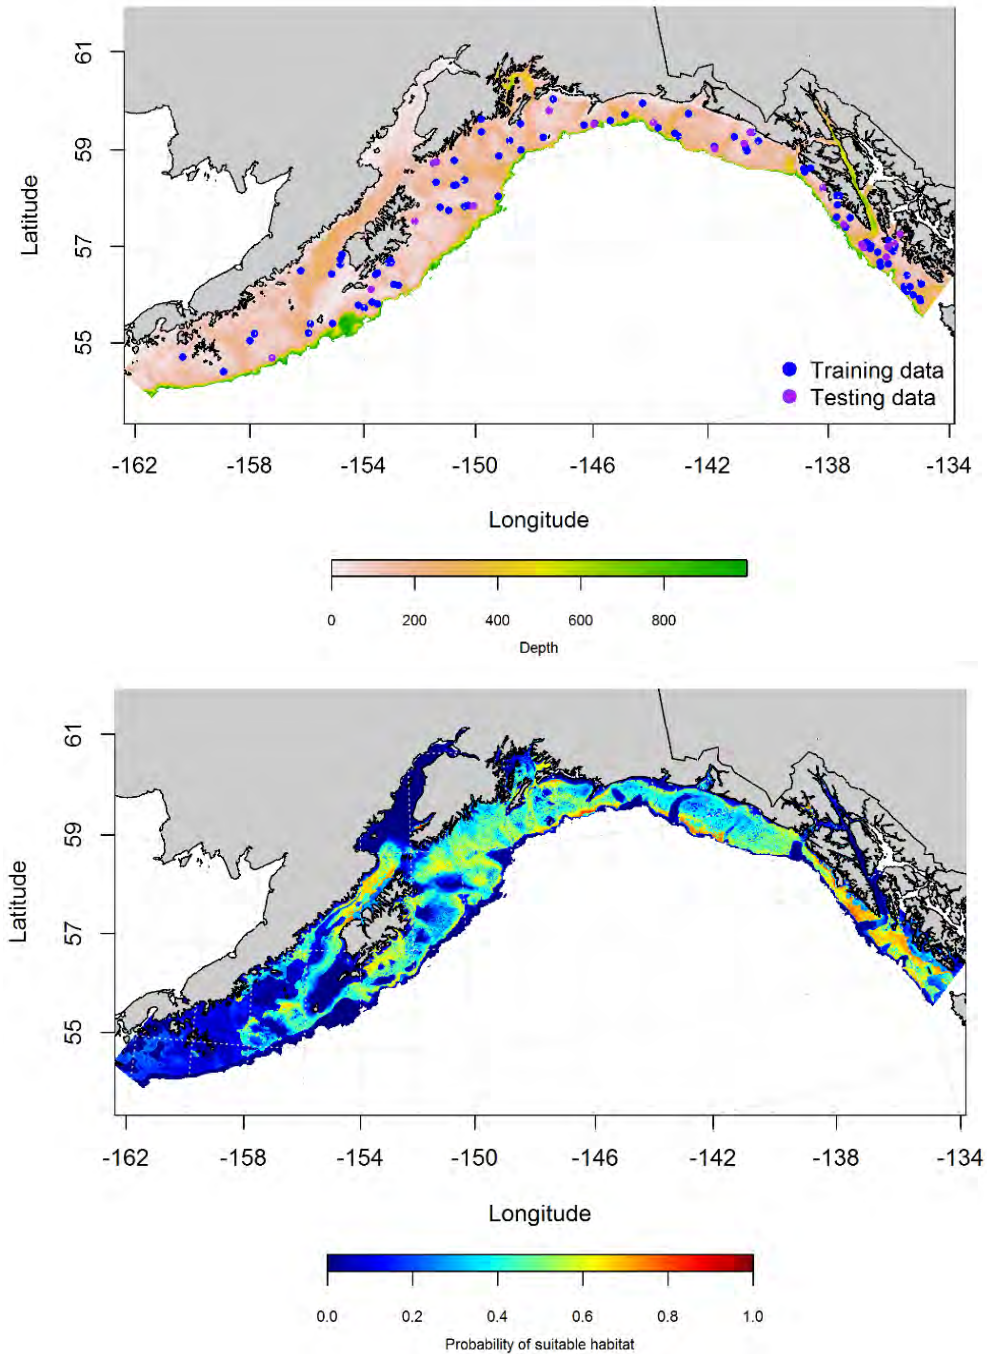 61
59
57
55
Latitude
Training data
Testing data
-162 -158 -154 -150 -146 -142 -138 -134
Longitude
0 200 400 600 800
Depth
61
59
57
55
Latitude
-162 -158 -154 -150 -146 -142 -138 -134
Longitude
0.0 0.2 0.4 0.6 0.8 1.0
Probability of suitable habitat